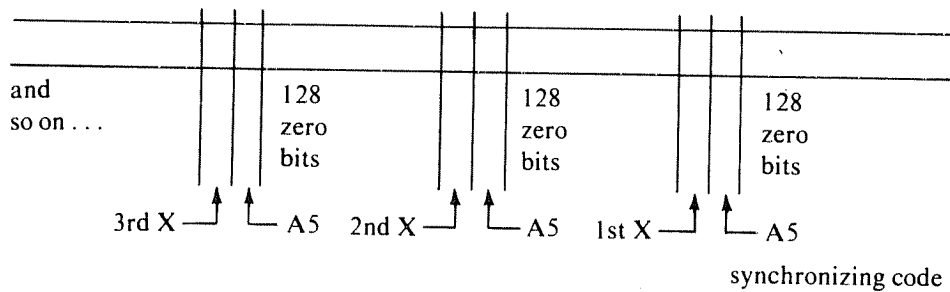 and
so on . . .
128
zero
bits
128
zero
bits
128
zero
bits
3rd X
A5
2nd X
A5
1st X
A5
synchronizing code